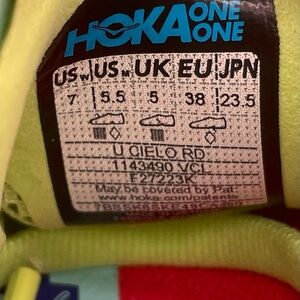 HOKA ONE ONE
US W US M UK EU JPN
7 5.5 5 38 23.5
U CIELO RD
1143490 YCL
F27223K
May be covered by Pat.
www.hoka.com/patents